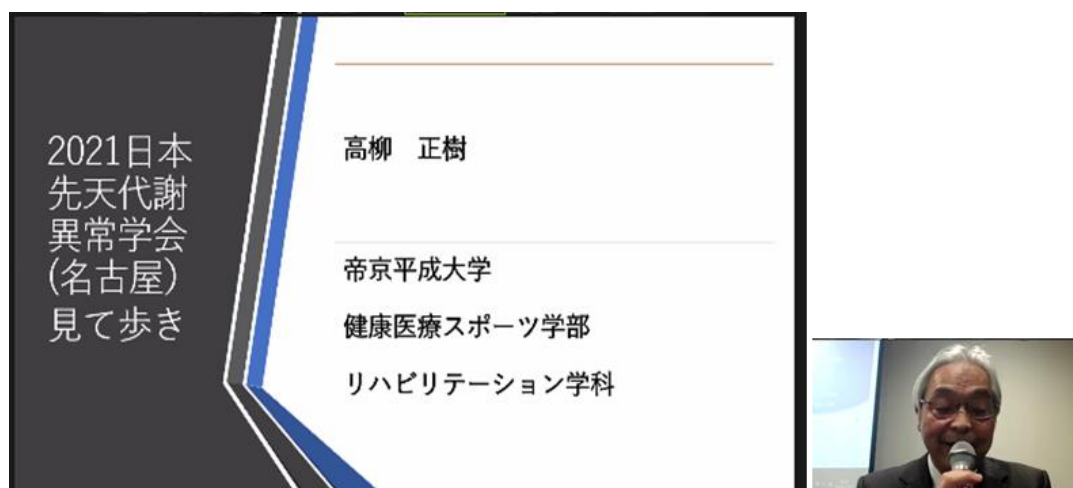 2021日本
先天代謝
異常学会
(名古屋)
見て歩き
高柳　正樹
帝京平成大学
健康医療スポーツ学部
リハビリテーション学科